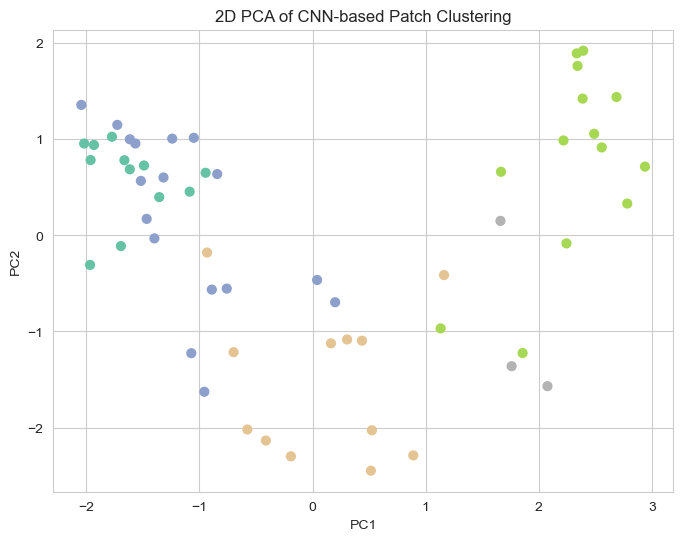 2D PCA of CNN-based Patch Clustering
2
1
0
−1
−2
PC2
−2 −1 0 1 2 3
PC1